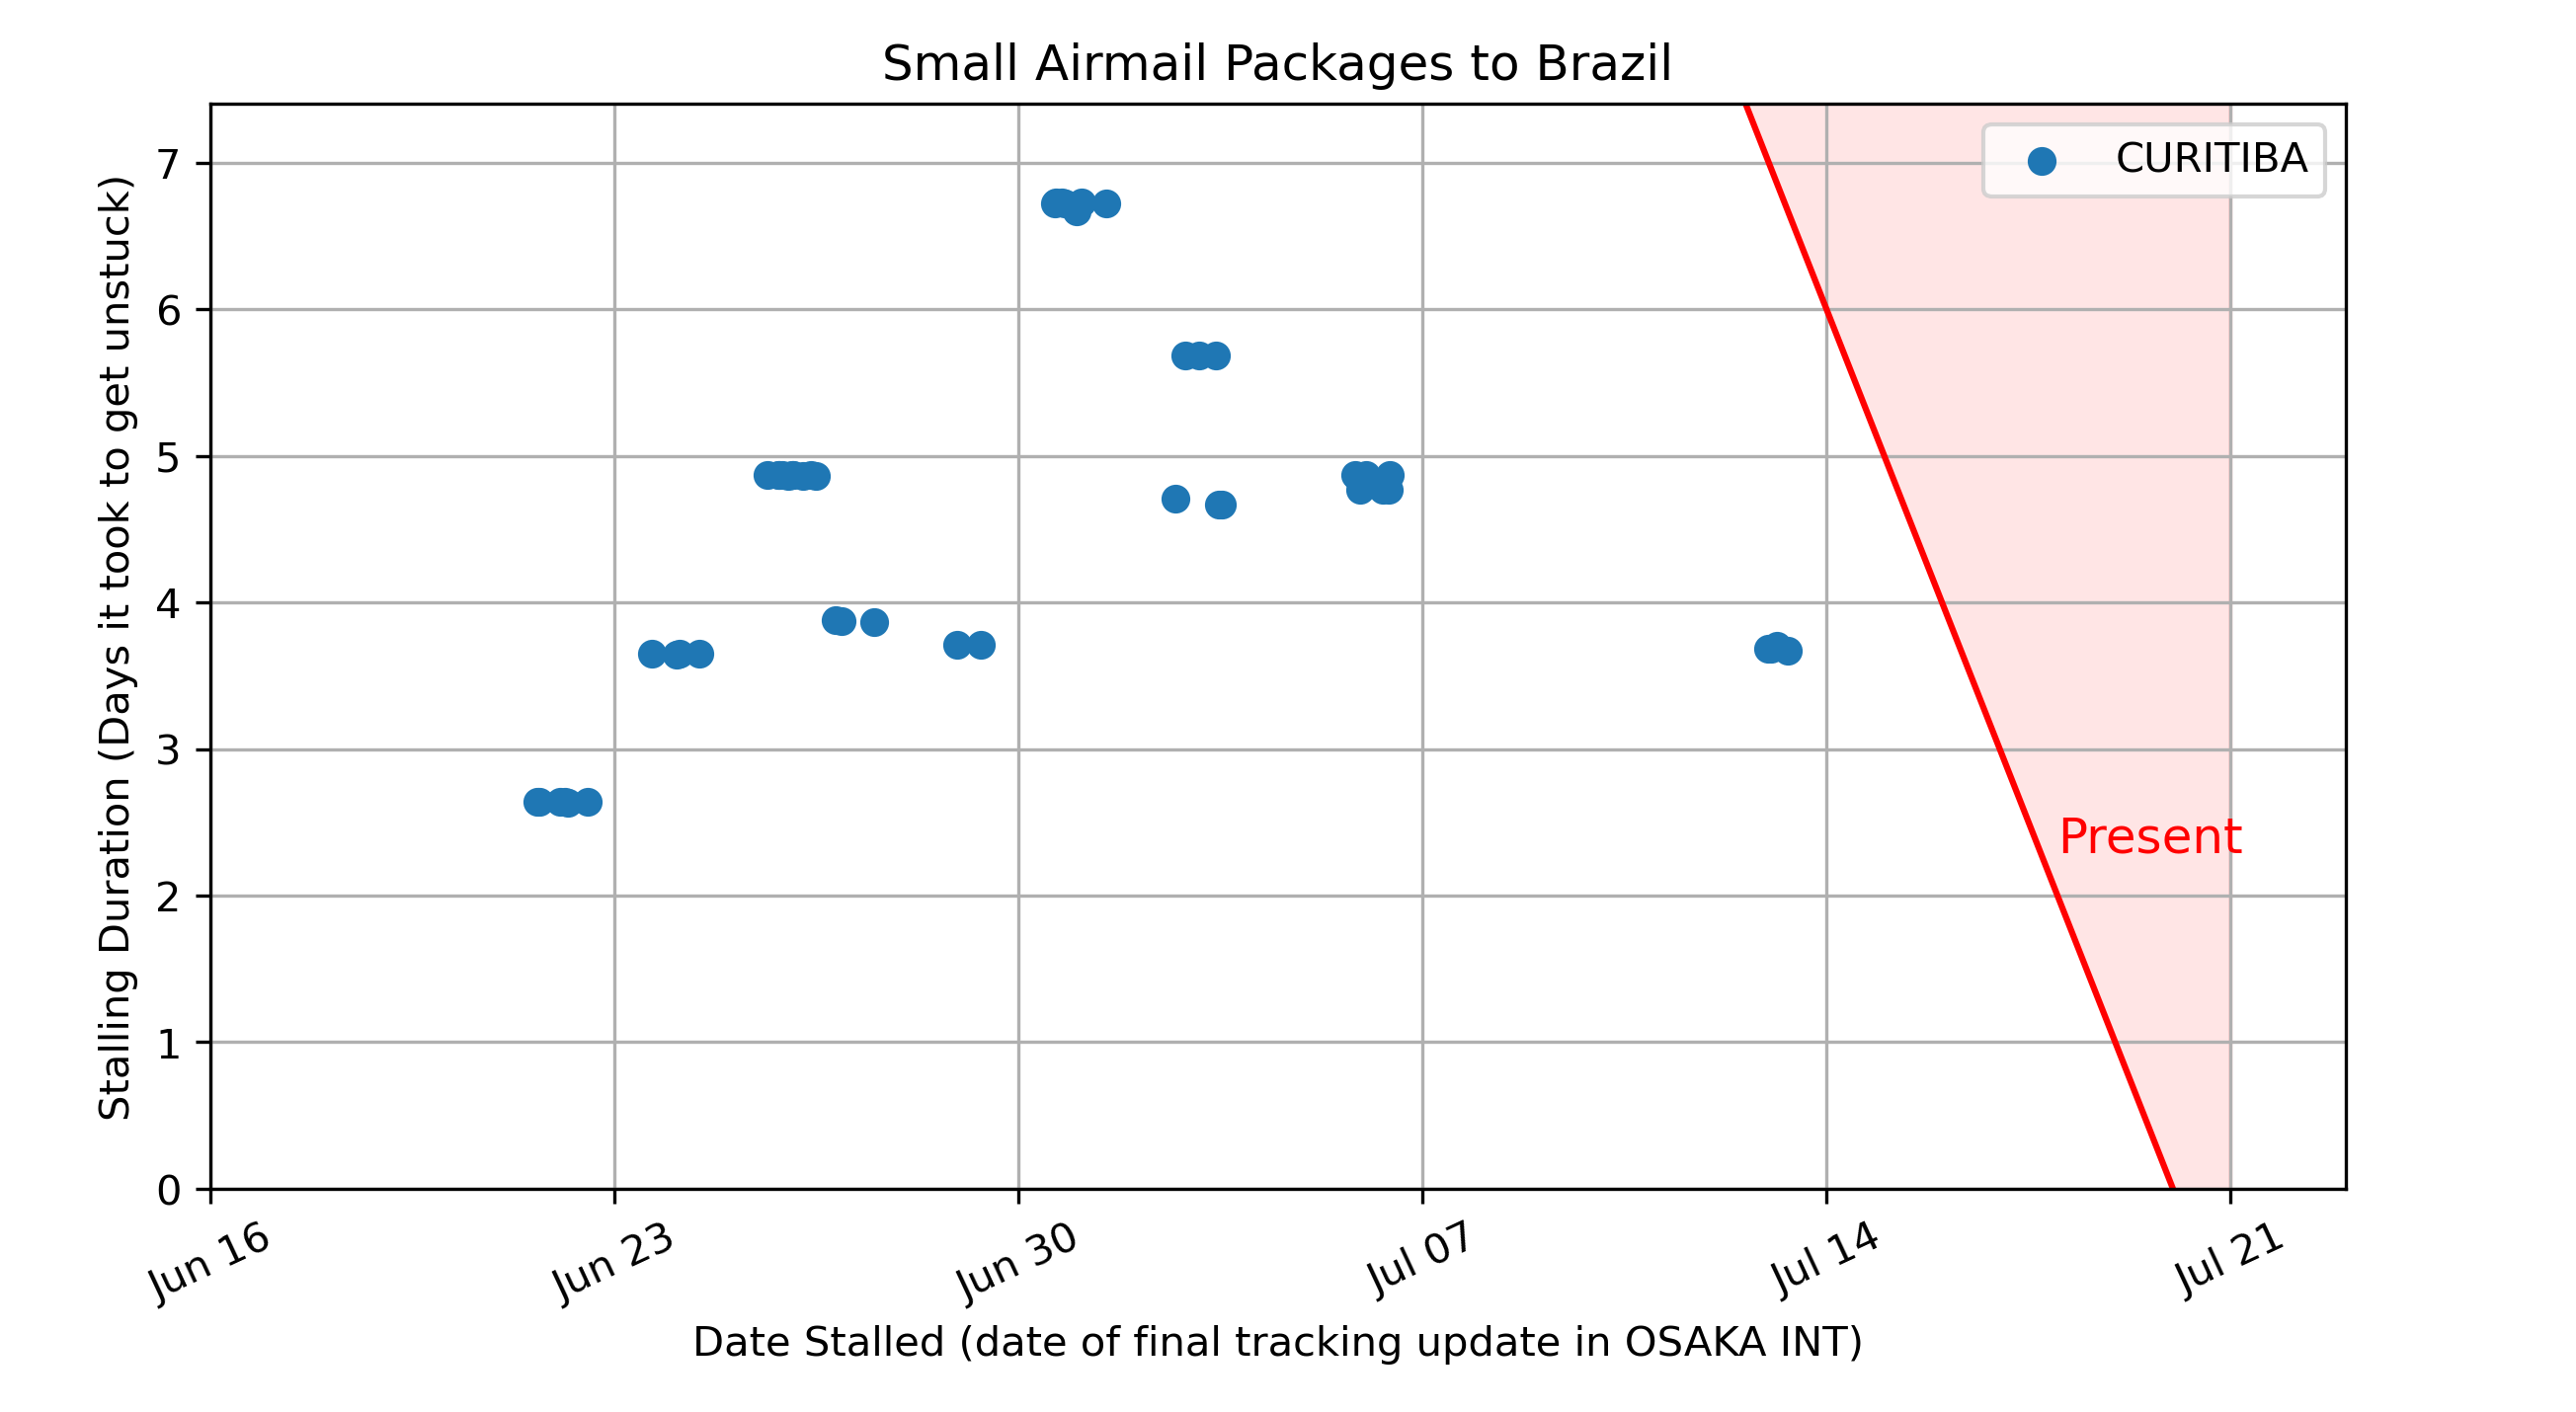 Small Airmail Packages to Brazil
CURITIBA
Stalling Duration (Days it took to get unstuck)
7
6
5
4
3
2
1
0
Present
Jun 16
Jun 23
Jun 30
Jul 07
Jul 14
Jul 21
Date Stalled (date of final tracking update in OSAKA INT)